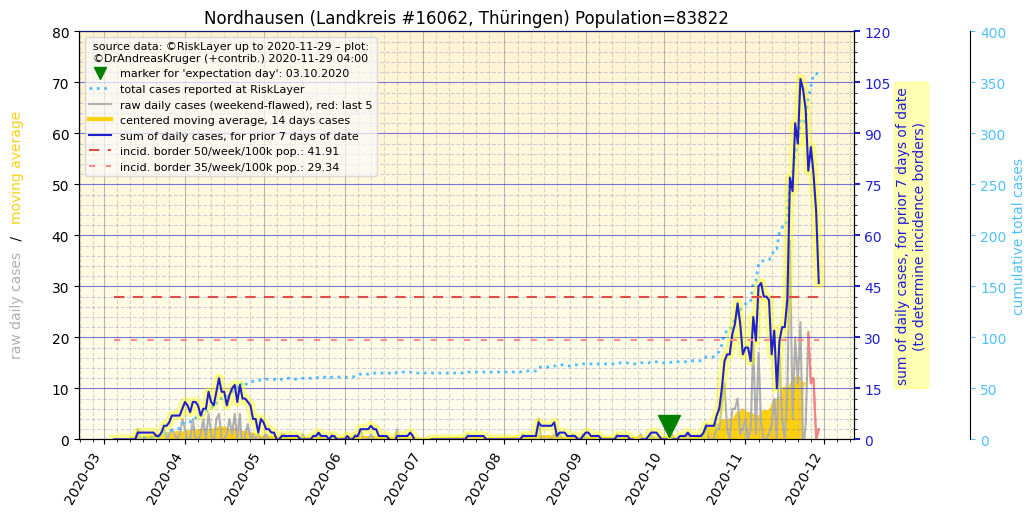 Nordhausen (Landkreis #16062, Thüringen) Population=83822
source data: ©RiskLayer up to 2020-11-29 – plot:
©DrAndreasKruger (+contrib.) 2020-11-29 04:00
marker for 'expectation day': 03.10.2020
total cases reported at RiskLayer
raw daily cases (weekend-flawed), red: last 5
centered moving average, 14 days cases
sum of daily cases, for prior 7 days of date
incid. border 50/week/100k pop.: 41.91
incid. border 35/week/100k pop.: 29.34
raw daily cases / moving average
80
70
60
50
40
30
20
10
0
2020-03
2020-04
2020-05
2020-06
2020-07
2020-08
2020-09
2020-10
2020-11
2020-12
120
105
90
75
60
45
30
15
0
sum of daily cases, for prior 7 days of date
(to determine incidence borders)
400
350
300
250
200
150
100
50
0
cumulative total cases